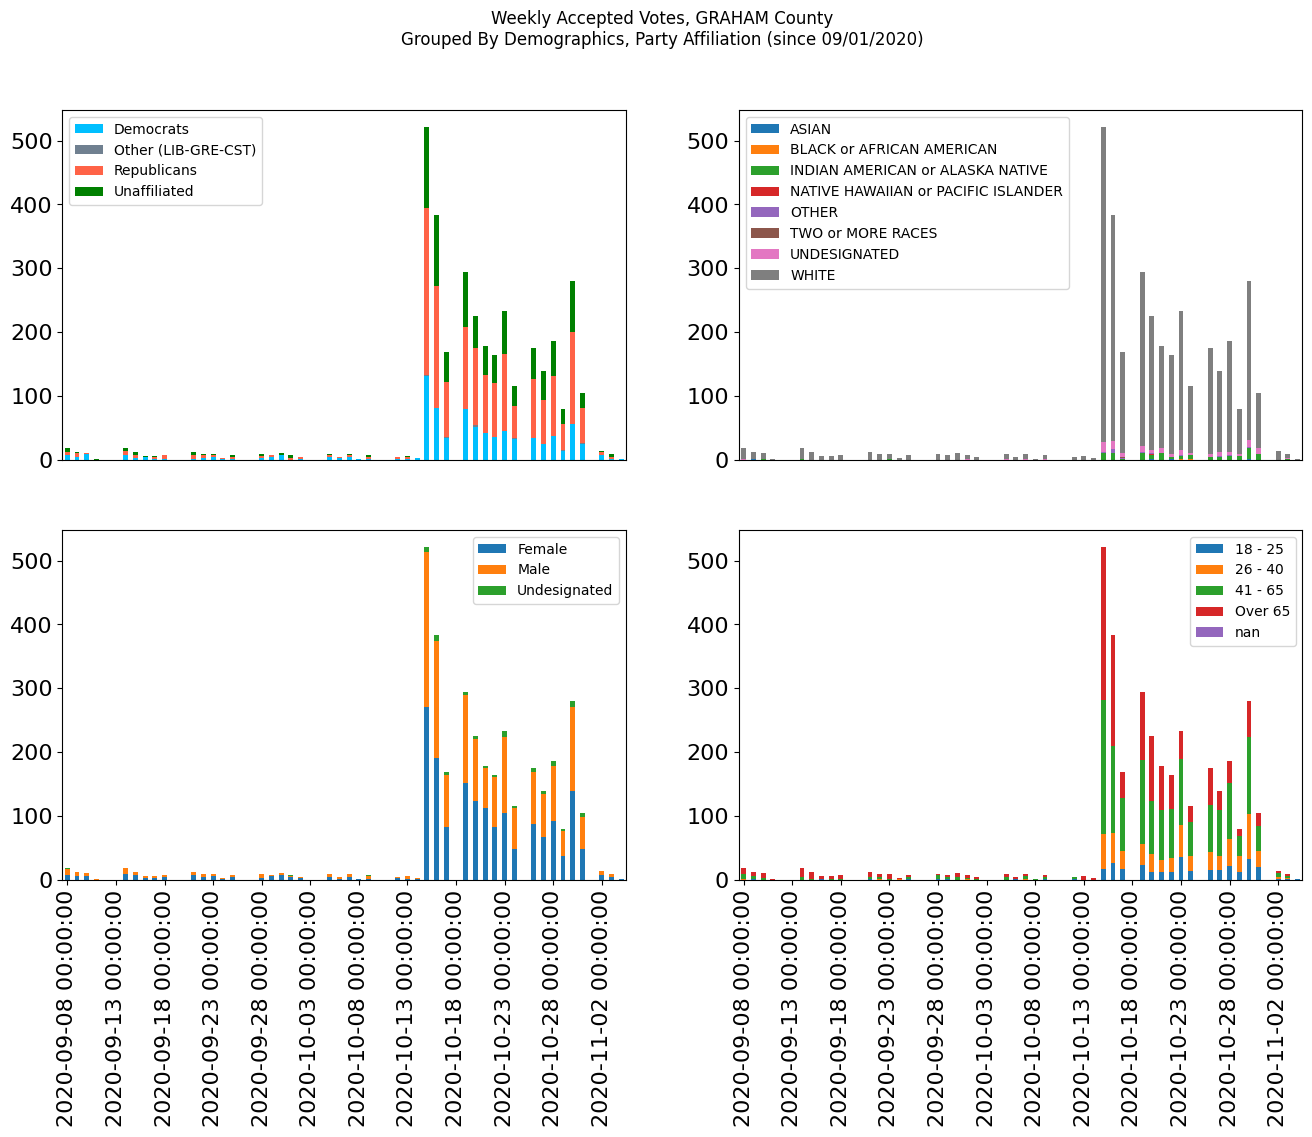 Weekly Accepted Votes, GRAHAM County
Grouped By Demographics, Party Affiliation (since 09/01/2020)
500
400
300
200
100
0
Democrats
Other (LIB-GRE-CST)
Republicans
Unaffiliated
500
400
300
200
100
0
ASIAN
BLACK or AFRICAN AMERICAN
INDIAN AMERICAN or ALASKA NATIVE
NATIVE HAWAIIAN or PACIFIC ISLANDER
OTHER
TWO or MORE RACES
UNDESIGNATED
WHITE
500
400
300
200
100
0
Female
Male
Undesignated
2020-09-08 00:00:00
2020-09-13 00:00:00
2020-09-18 00:00:00
2020-09-23 00:00:00
2020-09-28 00:00:00
2020-10-03 00:00:00
2020-10-08 00:00:00
2020-10-13 00:00:00
2020-10-18 00:00:00
2020-10-23 00:00:00
2020-10-28 00:00:00
2020-11-02 00:00:00
500
400
300
200
100
0
18 - 25
26 - 40
41 - 65
Over 65
nan
2020-09-08 00:00:00
2020-09-13 00:00:00
2020-09-18 00:00:00
2020-09-23 00:00:00
2020-09-28 00:00:00
2020-10-03 00:00:00
2020-10-08 00:00:00
2020-10-13 00:00:00
2020-10-18 00:00:00
2020-10-23 00:00:00
2020-10-28 00:00:00
2020-11-02 00:00:00